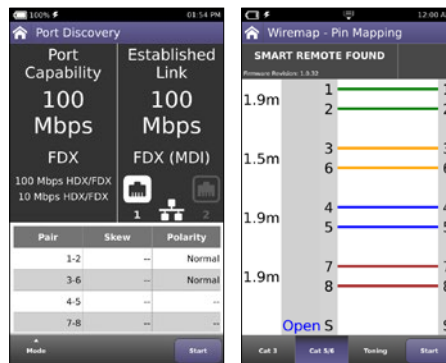 100%
01:54 PM
Port Discovery
Port Capability
100 Mbps
FDX
100 Mbps HDX/FDX
10 Mbps HDX/FDX
Established Link
100 Mbps
FDX (MDI)
1
2
Pair Skew Polarity
1-2 -- Normal
3-6 -- Normal
4-5 -- --
7-8 -- --
Mode
Start
12:00
Wiremap - Pin Mapping
SMART REMOTE FOUND
Firmware Revision: 1.0.32
1.9m
1
2
1.5m
3
6
1.9m
4
5
1.9m
7
8
Open S
Cat 3
Cat 5/6
Toning
Start